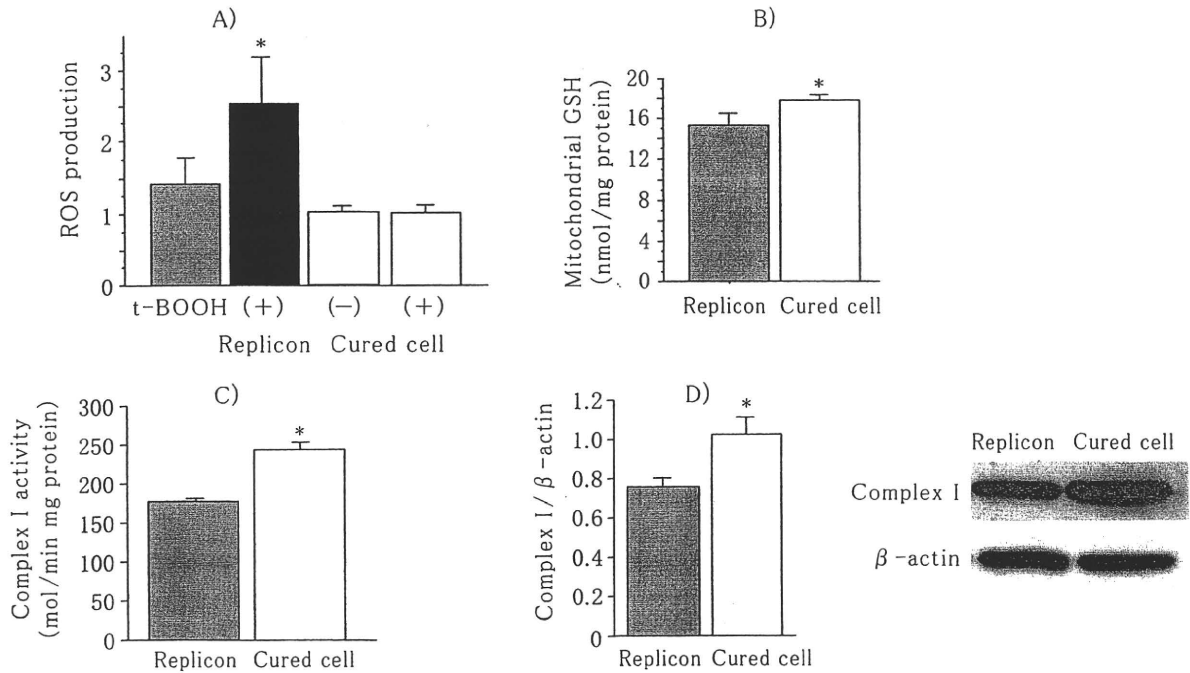 A)
ROS production
3
2
1
0
*
t-BOOH (+) (−) (+)
Replicon Cured cell
B)
Mitochondrial GSH
(nmol/mg protein)
20
16
12
8
4
0
*
Replicon Cured cell
C)
Complex I activity
(mol/min mg protein)
300
250
200
150
100
50
0
*
Replicon Cured cell
D)
Complex I/β-actin
1.2
1.0
0.8
0.6
0.4
0.2
0
*
Replicon Cured cell
Replicon Cured cell
Complex I
β-actin